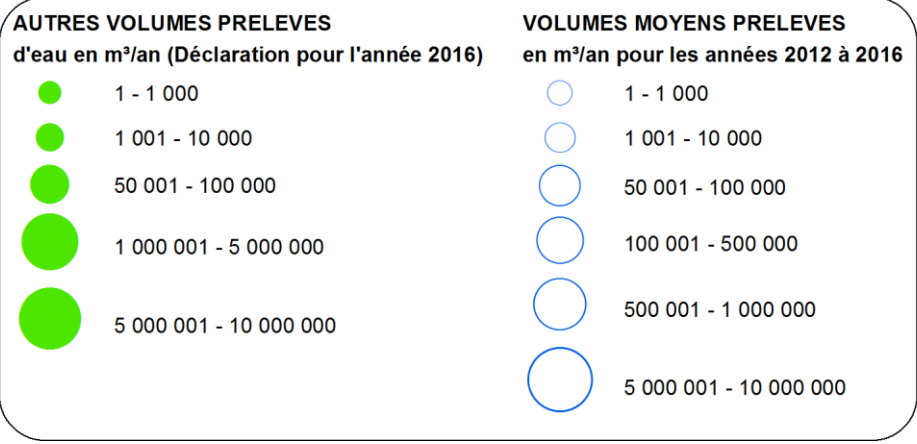 AUTRES VOLUMES PRELEVES
d'eau en m³/an (Déclaration pour l'année 2016)
1 - 1 000
1 001 - 10 000
50 001 - 100 000
1 000 001 - 5 000 000
5 000 001 - 10 000 000
VOLUMES MOYENS PRELEVES
en m³/an pour les années 2012 à 2016
1 - 1 000
1 001 - 10 000
50 001 - 100 000
100 001 - 500 000
500 001 - 1 000 000
5 000 001 - 10 000 000